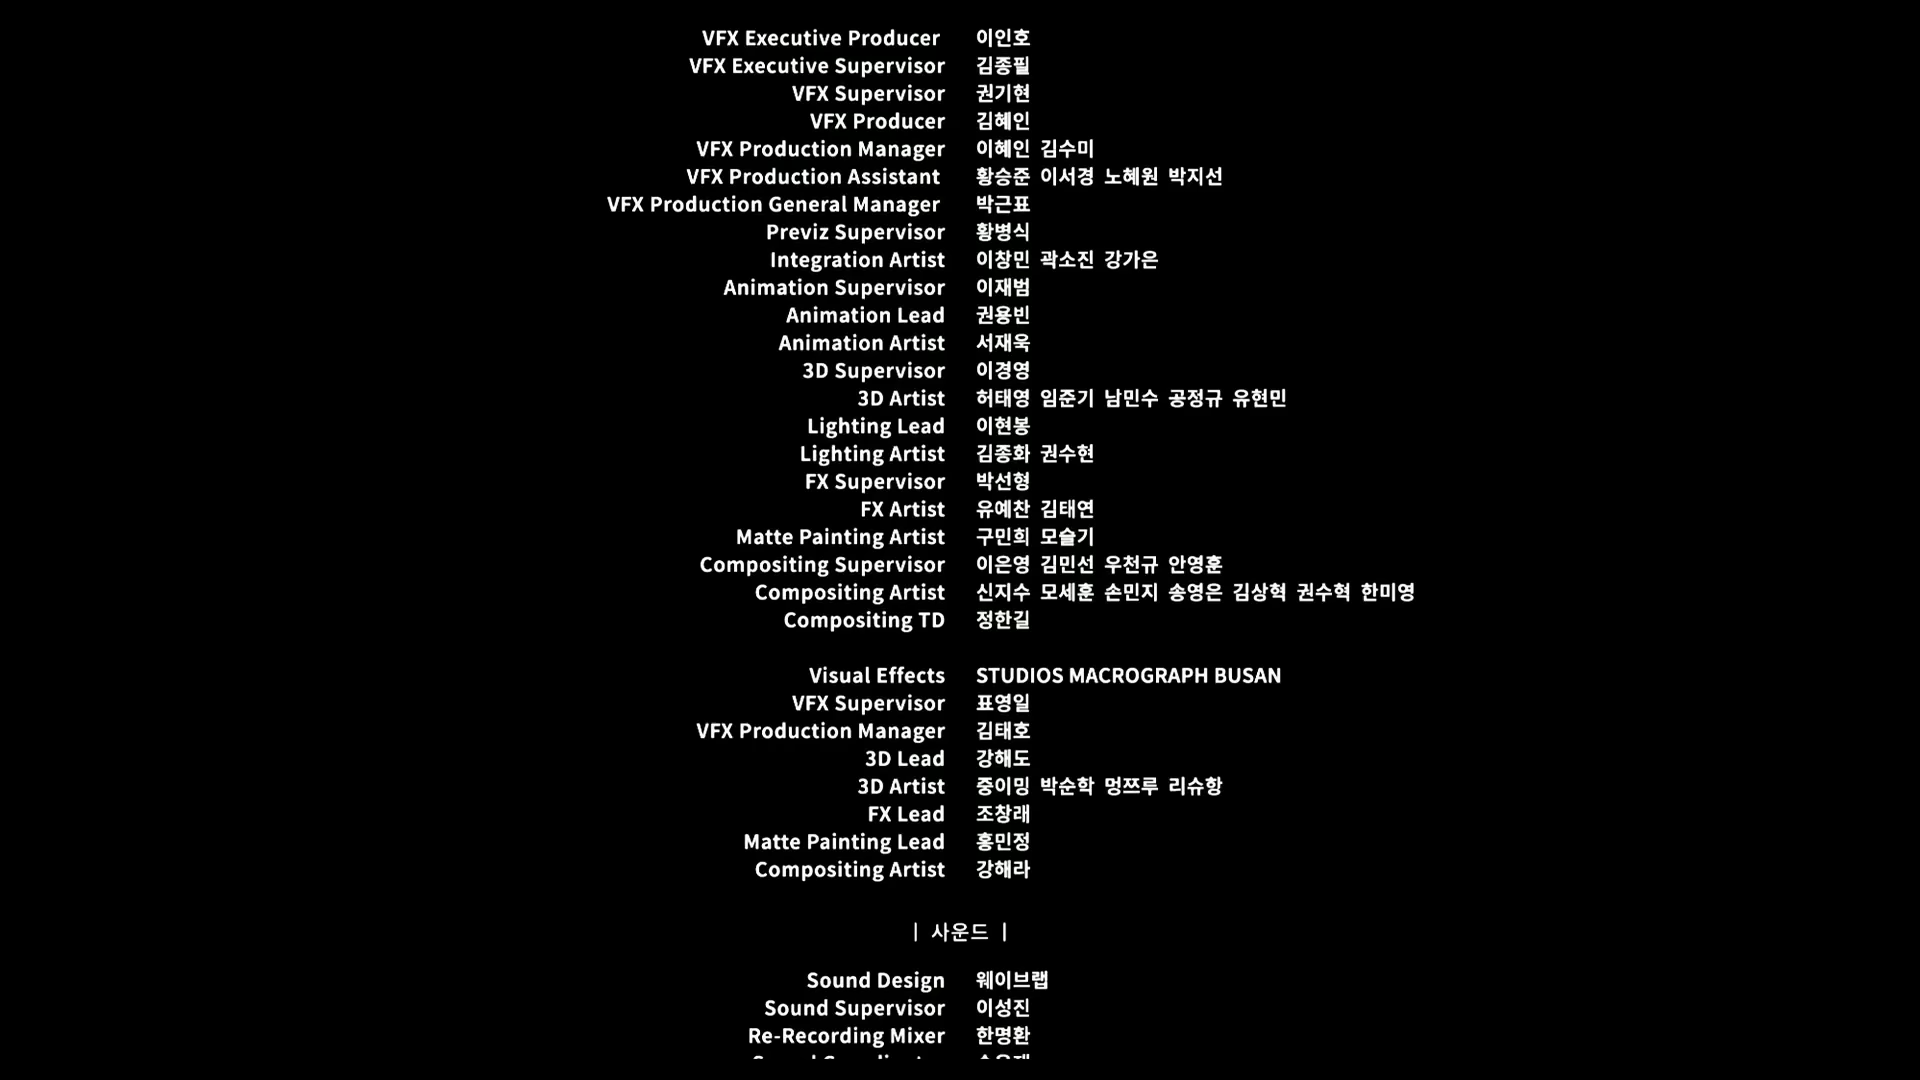 VFX Executive Producer 이인호
VFX Executive Supervisor 김종필
VFX Supervisor 권기현
VFX Producer 김혜인
VFX Production Manager 이혜인 김수미
VFX Production Assistant 황승준 이서경 노혜원 박지선
VFX Production General Manager 박근표
Previz Supervisor 황병식
Integration Artist 이창민 곽소진 강가은
Animation Supervisor 이재범
Animation Lead 권용빈
Animation Artist 서재욱
3D Supervisor 이경영
3D Artist 허태영 임준기 남민수 공정규 유현민
Lighting Lead 이현봉
Lighting Artist 김종화 권수현
FX Supervisor 박선형
FX Artist 유예찬 김태연
Matte Painting Artist 구민희 모슬기
Compositing Supervisor 이은영 김민선 우천규 안영훈
Compositing Artist 신지수 모세훈 손민지 송영은 김상혁 권수혁 한미영
Compositing TD 정한길
Visual Effects STUDIOS MACROGRAPH BUSAN
VFX Supervisor 표영일
VFX Production Manager 김태호
3D Lead 강해도
3D Artist 중이밍 박순학 멍쯔루 리슈항
FX Lead 조창래
Matte Painting Lead 홍민정
Compositing Artist 강해라
| 사운드 |
Sound Design 웨이브랩
Sound Supervisor 이성진
Re-Recording Mixer 한명환